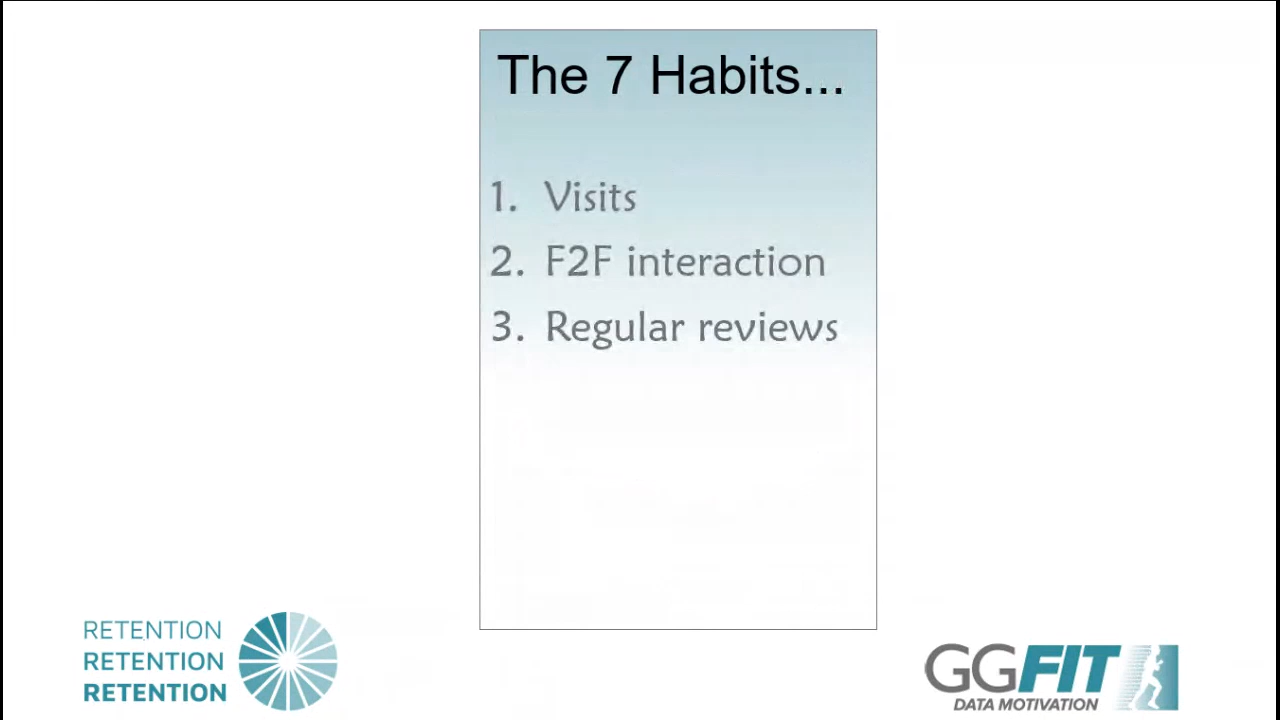 The 7 Habits...
1. Visits
2. F2F interaction
3. Regular reviews
RETENTION
RETENTION
RETENTION
GGFIT
DATA MOTIVATION